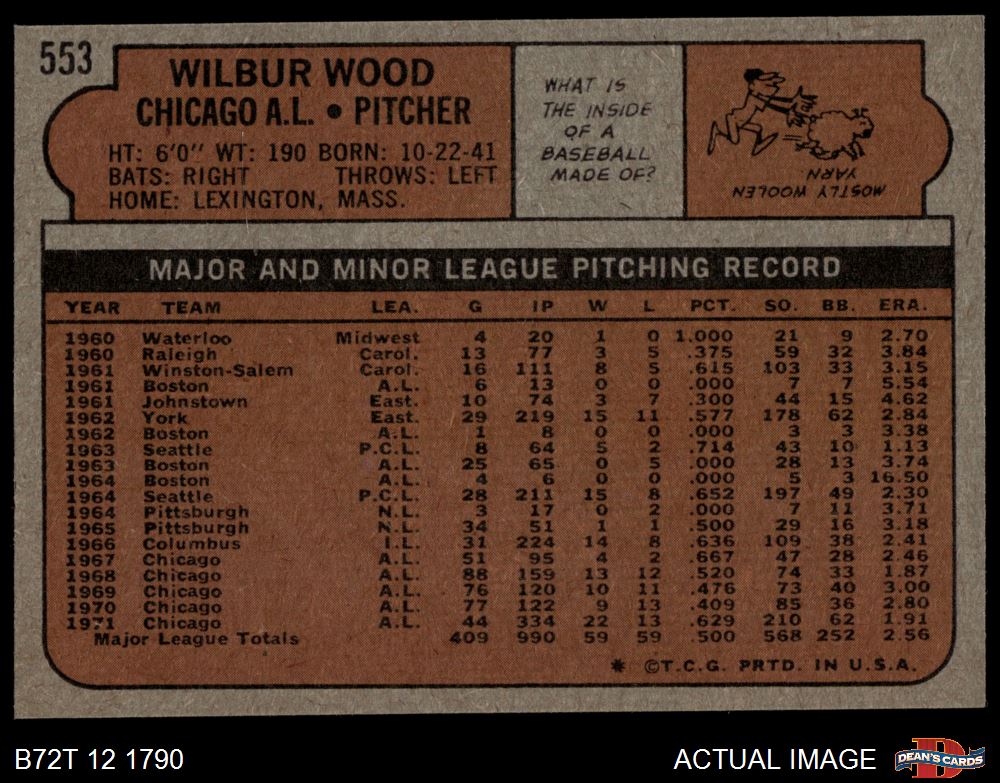 553
WILBUR WOOD
CHICAGO A.L. • PITCHER
HT: 6'0" WT: 190 BORN: 10-22-41
BATS: RIGHT THROWS: LEFT
HOME: LEXINGTON, MASS.
WHAT IS
THE INSIDE
OF A
BASEBALL
MADE OF?
MOSTLY WOOLEN
YARN
MAJOR AND MINOR LEAGUE PITCHING RECORD
YEAR TEAM LEA. G IP W L PCT. SO. BB. ERA.
1960 Waterloo Midwest 4 20 1 0 1.000 21 9 2.70
1960 Raleigh Carol. 13 77 3 5 .375 59 32 3.84
1961 Winston-Salem Carol. 16 111 8 5 .615 103 33 3.15
1961 Boston A.L. 6 13 0 0 .000 7 7 5.54
1961 Johnstown East. 10 74 3 7 .300 44 15 4.62
1962 York East. 29 219 15 11 .577 178 62 2.84
1962 Boston A.L. 1 8 0 0 .000 3 3 3.38
1963 Seattle P.C.L. 8 64 5 2 .714 43 10 1.13
1963 Boston A.L. 25 65 0 5 .000 28 13 3.74
1964 Boston A.L. 4 6 0 0 .000 5 3 16.50
1964 Seattle P.C.L. 28 211 15 8 .652 197 49 2.30
1964 Pittsburgh N.L. 3 17 0 2 .000 7 11 3.71
1965 Pittsburgh N.L. 34 51 1 1 .500 29 16 3.18
1966 Columbus I.L. 31 224 14 8 .636 109 38 2.41
1967 Chicago A.L. 51 95 4 2 .667 47 28 2.46
1968 Chicago A.L. 88 159 13 12 .520 74 33 1.87
1969 Chicago A.L. 76 120 10 11 .476 73 40 3.00
1970 Chicago A.L. 77 122 9 13 .409 85 36 2.80
1971 Chicago A.L. 44 334 22 13 .629 210 62 1.91
Major League Totals 409 990 59 59 .500 568 252 2.56
* ©T.C.G. PRTD. IN U.S.A.
B72T 12 1790
ACTUAL IMAGE
D
DEAN'S CARDS